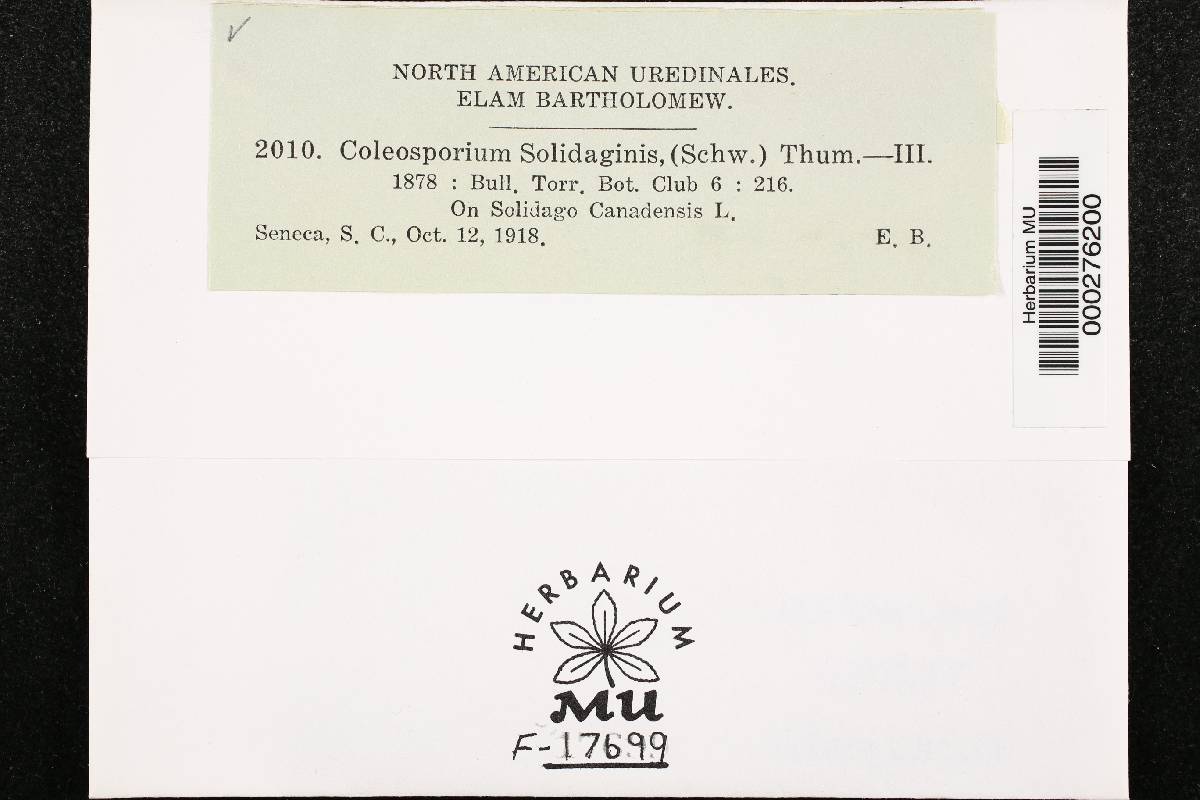 NORTH AMERICAN UREDINALES.
ELAM BARTHOLOMEW.
2010. Coleosporium Solidaginis, (Schw.) Thum.—III.
1878 : Bull. Torr. Bot. Club 6 : 216.
On Solidago Canadensis L.
Seneca, S. C., Oct. 12, 1918. E. B.
Herbarium MU
000276200
HERBARIUM
MU
F-17699